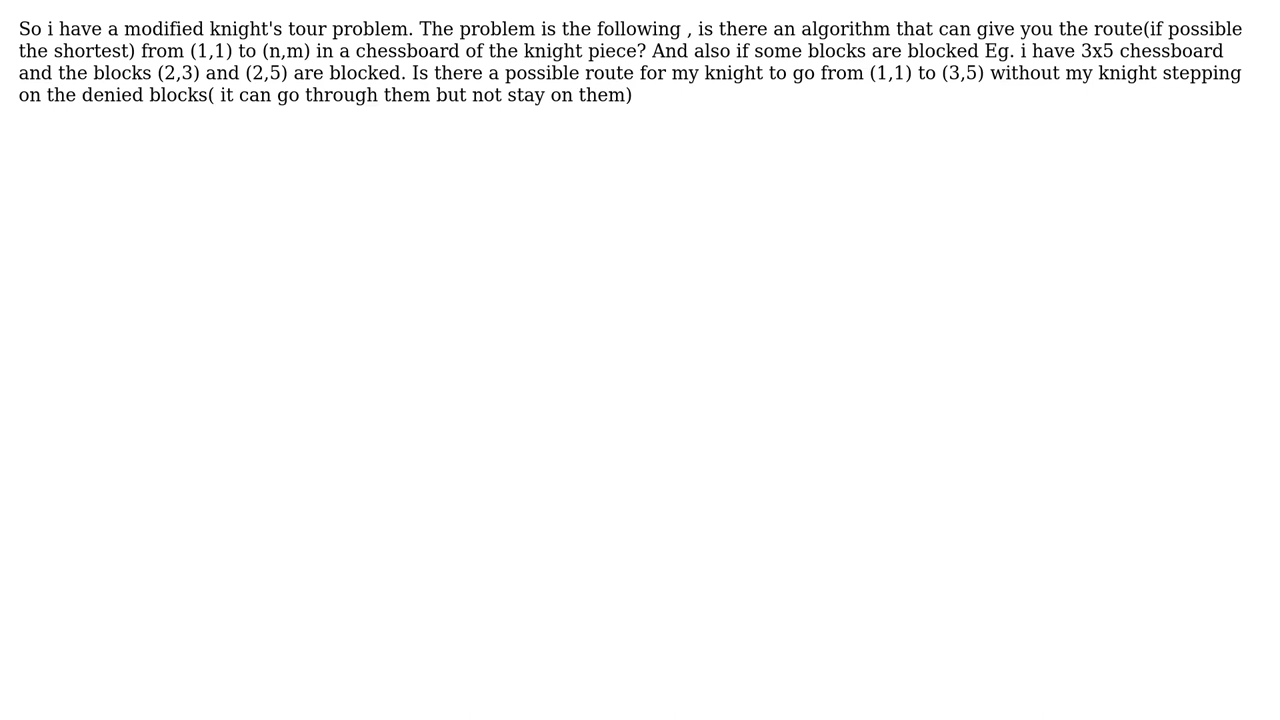 So i have a modified knight's tour problem. The problem is the following , is there an algorithm that can give you the route(if possible
the shortest) from (1,1) to (n,m) in a chessboard of the knight piece? And also if some blocks are blocked Eg. i have 3x5 chessboard
and the blocks (2,3) and (2,5) are blocked. Is there a possible route for my knight to go from (1,1) to (3,5) without my knight stepping
on the denied blocks( it can go through them but not stay on them)